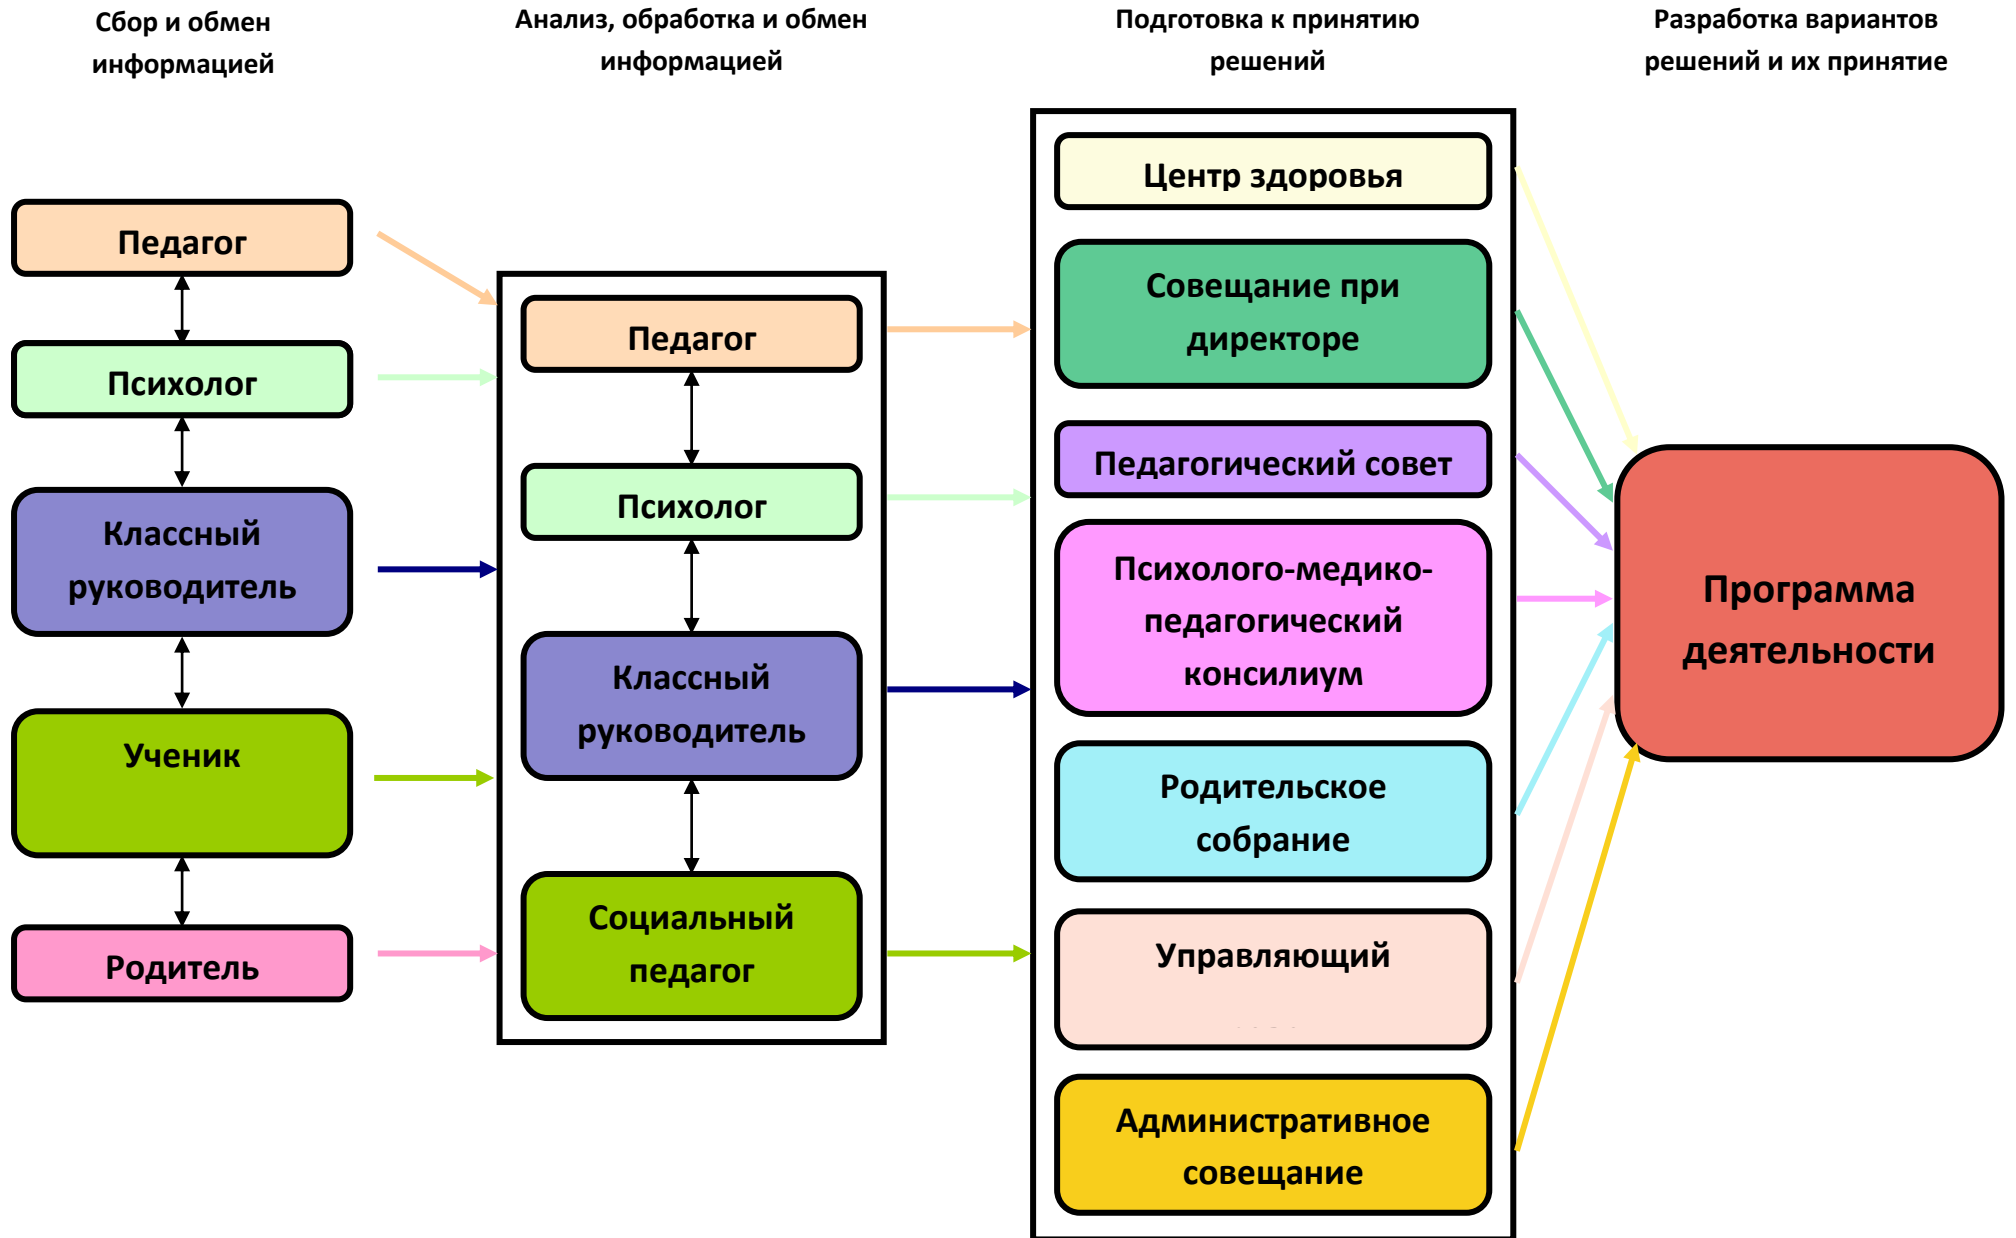 Сбор и обмен
информацией
Анализ, обработка и обмен
информацией
Подготовка к принятию
решений
Разработка вариантов
решений и их принятие
Педагог
Психолог
Классный
руководитель
Ученик
Родитель
Педагог
Психолог
Классный
руководитель
Социальный
педагог
Центр здоровья
Совещание при
директоре
Педагогический совет
Психолого-медико-
педагогический
консилиум
Родительское
собрание
Управляющий
Административное
совещание
Программа
деятельности